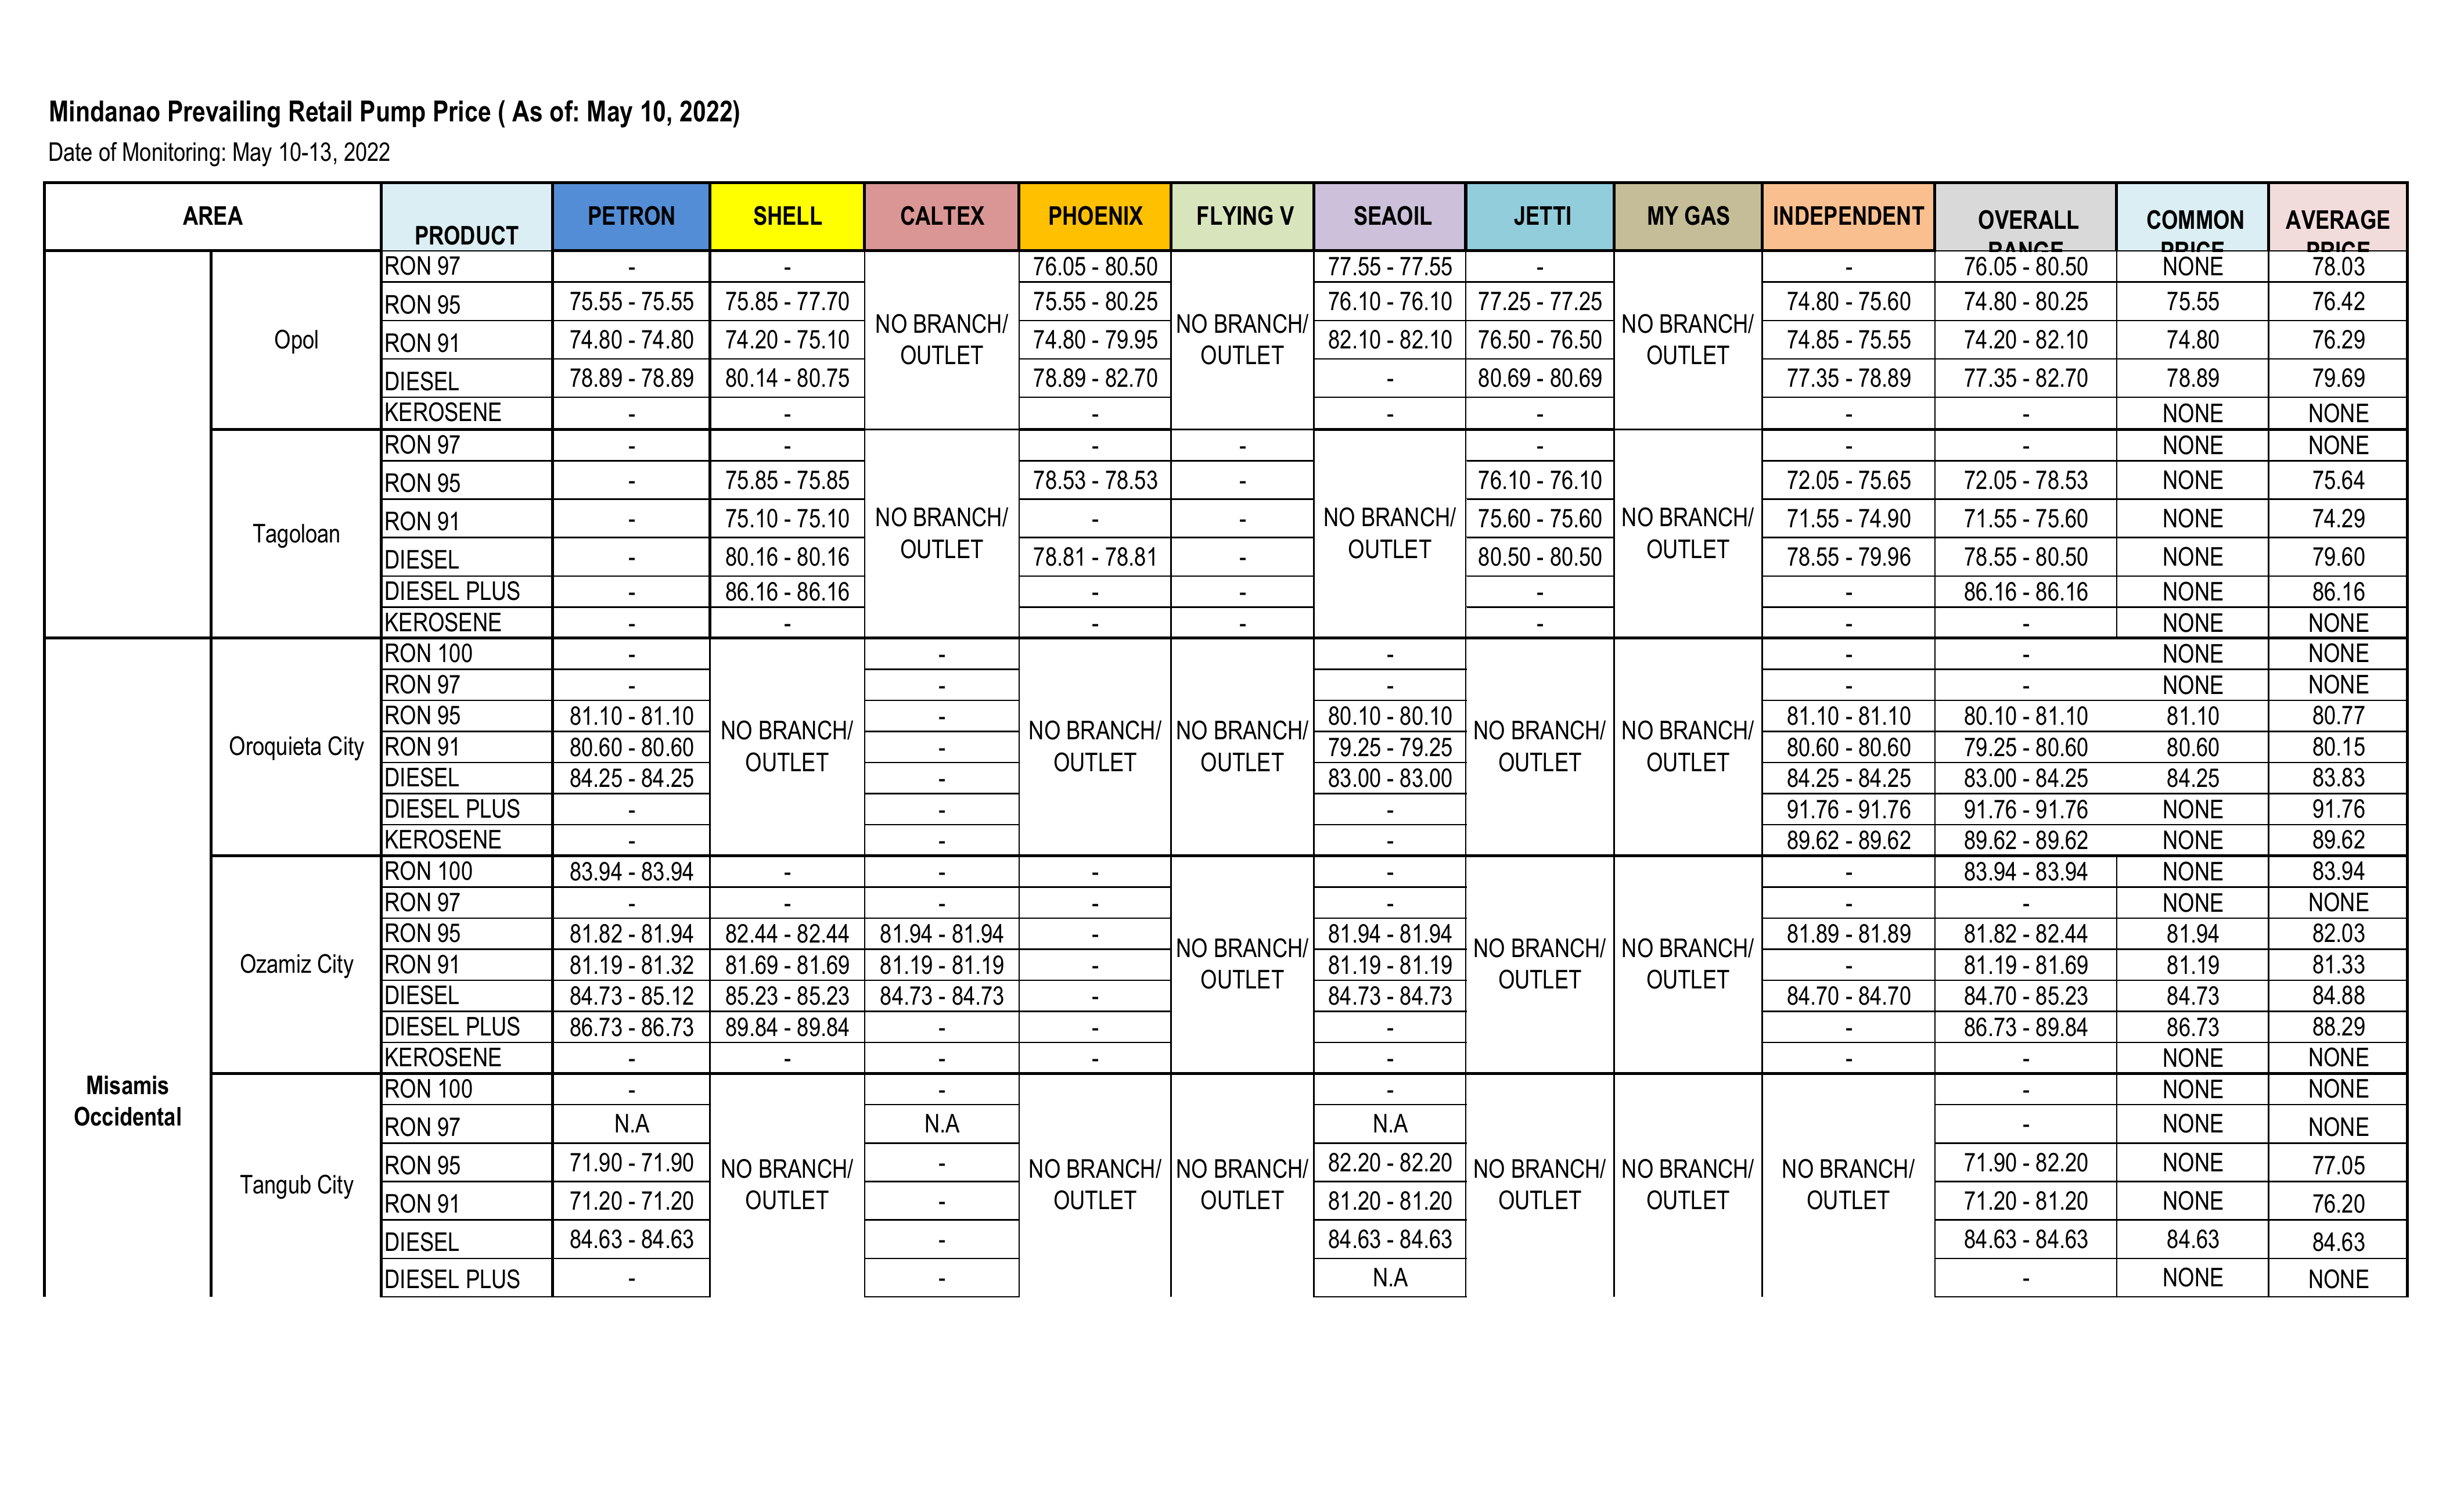 Mindanao Prevailing Retail Pump Price ( As of: May 10, 2022)
Date of Monitoring: May 10-13, 2022
AREA PRODUCT PETRON SHELL CALTEX PHOENIX FLYING V SEAOIL JETTI MY GAS INDEPENDENT OVERALL RANGE COMMON PRICE AVERAGE PRICE
Opol
RON 97 - - NO BRANCH/ OUTLET 76.05 - 80.50 NO BRANCH/ OUTLET 77.55 - 77.55 - NO BRANCH/ OUTLET - 76.05 - 80.50 NONE 78.03
RON 95 75.55 - 75.55 75.85 - 77.70 75.55 - 80.25 76.10 - 76.10 77.25 - 77.25 74.80 - 75.60 74.80 - 80.25 75.55 76.42
RON 91 74.80 - 74.80 74.20 - 75.10 74.80 - 79.95 82.10 - 82.10 76.50 - 76.50 74.85 - 75.55 74.20 - 82.10 74.80 76.29
DIESEL 78.89 - 78.89 80.14 - 80.75 78.89 - 82.70 - 80.69 - 80.69 77.35 - 78.89 77.35 - 82.70 78.89 79.69
KEROSENE - - - - - - - NONE NONE
Tagoloan
RON 97 - - NO BRANCH/ OUTLET - - NO BRANCH/ OUTLET - NO BRANCH/ OUTLET - - NONE NONE
RON 95 - 75.85 - 75.85 78.53 - 78.53 - 76.10 - 76.10 72.05 - 75.65 72.05 - 78.53 NONE 75.64
RON 91 - 75.10 - 75.10 - - 75.60 - 75.60 71.55 - 74.90 71.55 - 75.60 NONE 74.29
DIESEL - 80.16 - 80.16 78.81 - 78.81 - 80.50 - 80.50 78.55 - 79.96 78.55 - 80.50 NONE 79.60
DIESEL PLUS - 86.16 - 86.16 - - - - 86.16 - 86.16 NONE 86.16
KEROSENE - - - - - - - NONE NONE
Misamis
Occidental
Oroquieta City
RON 100 - NO BRANCH/ OUTLET - NO BRANCH/ OUTLET NO BRANCH/ OUTLET - NO BRANCH/ OUTLET NO BRANCH/ OUTLET - - NONE NONE
RON 97 - - - - - NONE NONE
RON 95 81.10 - 81.10 - 80.10 - 80.10 81.10 - 81.10 80.10 - 81.10 81.10 80.77
RON 91 80.60 - 80.60 - 79.25 - 79.25 80.60 - 80.60 79.25 - 80.60 80.60 80.15
DIESEL 84.25 - 84.25 - 83.00 - 83.00 84.25 - 84.25 83.00 - 84.25 84.25 83.83
DIESEL PLUS - - - 91.76 - 91.76 91.76 - 91.76 NONE 91.76
KEROSENE - - - 89.62 - 89.62 89.62 - 89.62 NONE 89.62
Ozamiz City
RON 100 83.94 - 83.94 - - - NO BRANCH/ OUTLET - NO BRANCH/ OUTLET NO BRANCH/ OUTLET - 83.94 - 83.94 NONE 83.94
RON 97 - - - - - - - NONE NONE
RON 95 81.82 - 81.94 82.44 - 82.44 81.94 - 81.94 - 81.94 - 81.94 81.89 - 81.89 81.82 - 82.44 81.94 82.03
RON 91 81.19 - 81.32 81.69 - 81.69 81.19 - 81.19 - 81.19 - 81.19 - 81.19 - 81.69 81.19 81.33
DIESEL 84.73 - 85.12 85.23 - 85.23 84.73 - 84.73 - 84.73 - 84.73 84.70 - 84.70 84.70 - 85.23 84.73 84.88
DIESEL PLUS 86.73 - 86.73 89.84 - 89.84 - - - - 86.73 - 89.84 86.73 88.29
KEROSENE - - - - - - - NONE NONE
Tangub City
RON 100 - NO BRANCH/ OUTLET - NO BRANCH/ OUTLET NO BRANCH/ OUTLET - NO BRANCH/ OUTLET NO BRANCH/ OUTLET NO BRANCH/ OUTLET - NONE NONE
RON 97 N.A N.A N.A - NONE NONE
RON 95 71.90 - 71.90 - 82.20 - 82.20 71.90 - 82.20 NONE 77.05
RON 91 71.20 - 71.20 - 81.20 - 81.20 71.20 - 81.20 NONE 76.20
DIESEL 84.63 - 84.63 - 84.63 - 84.63 84.63 - 84.63 84.63 84.63
DIESEL PLUS - - N.A - NONE NONE